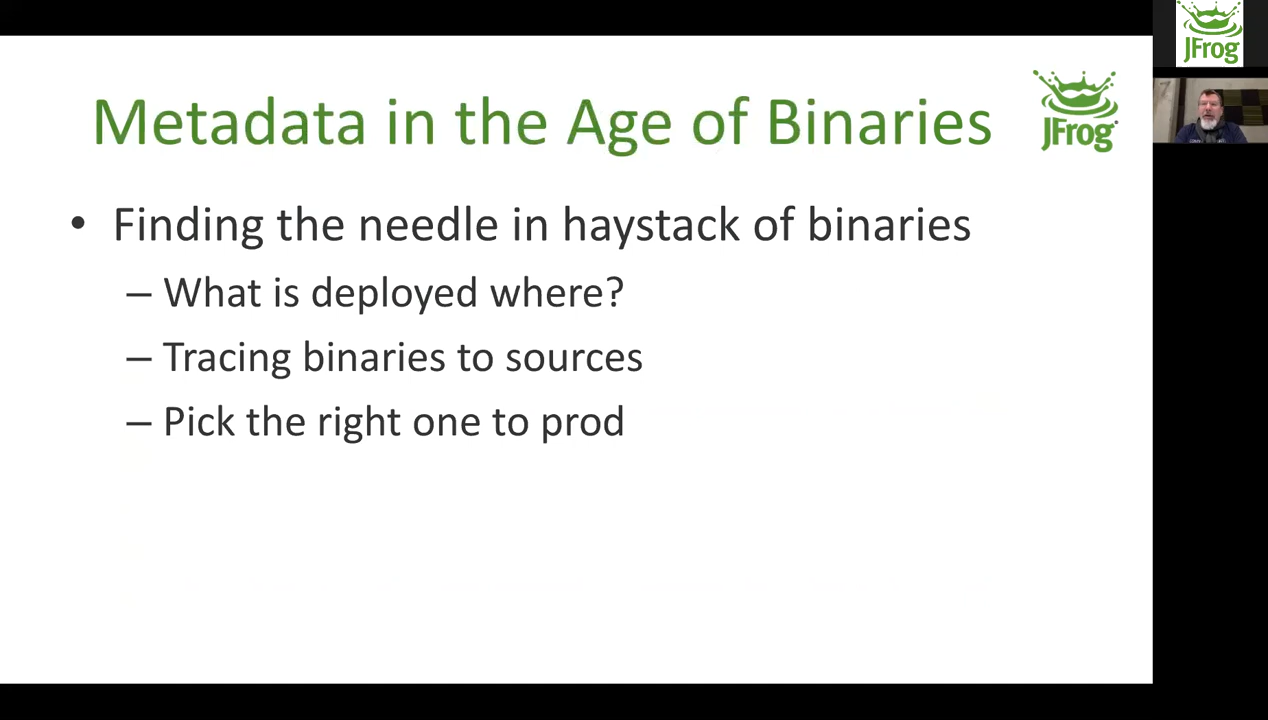 Metadata in the Age of Binaries
JFrog
• Finding the needle in haystack of binaries
– What is deployed where?
– Tracing binaries to sources
– Pick the right one to prod
JFrog